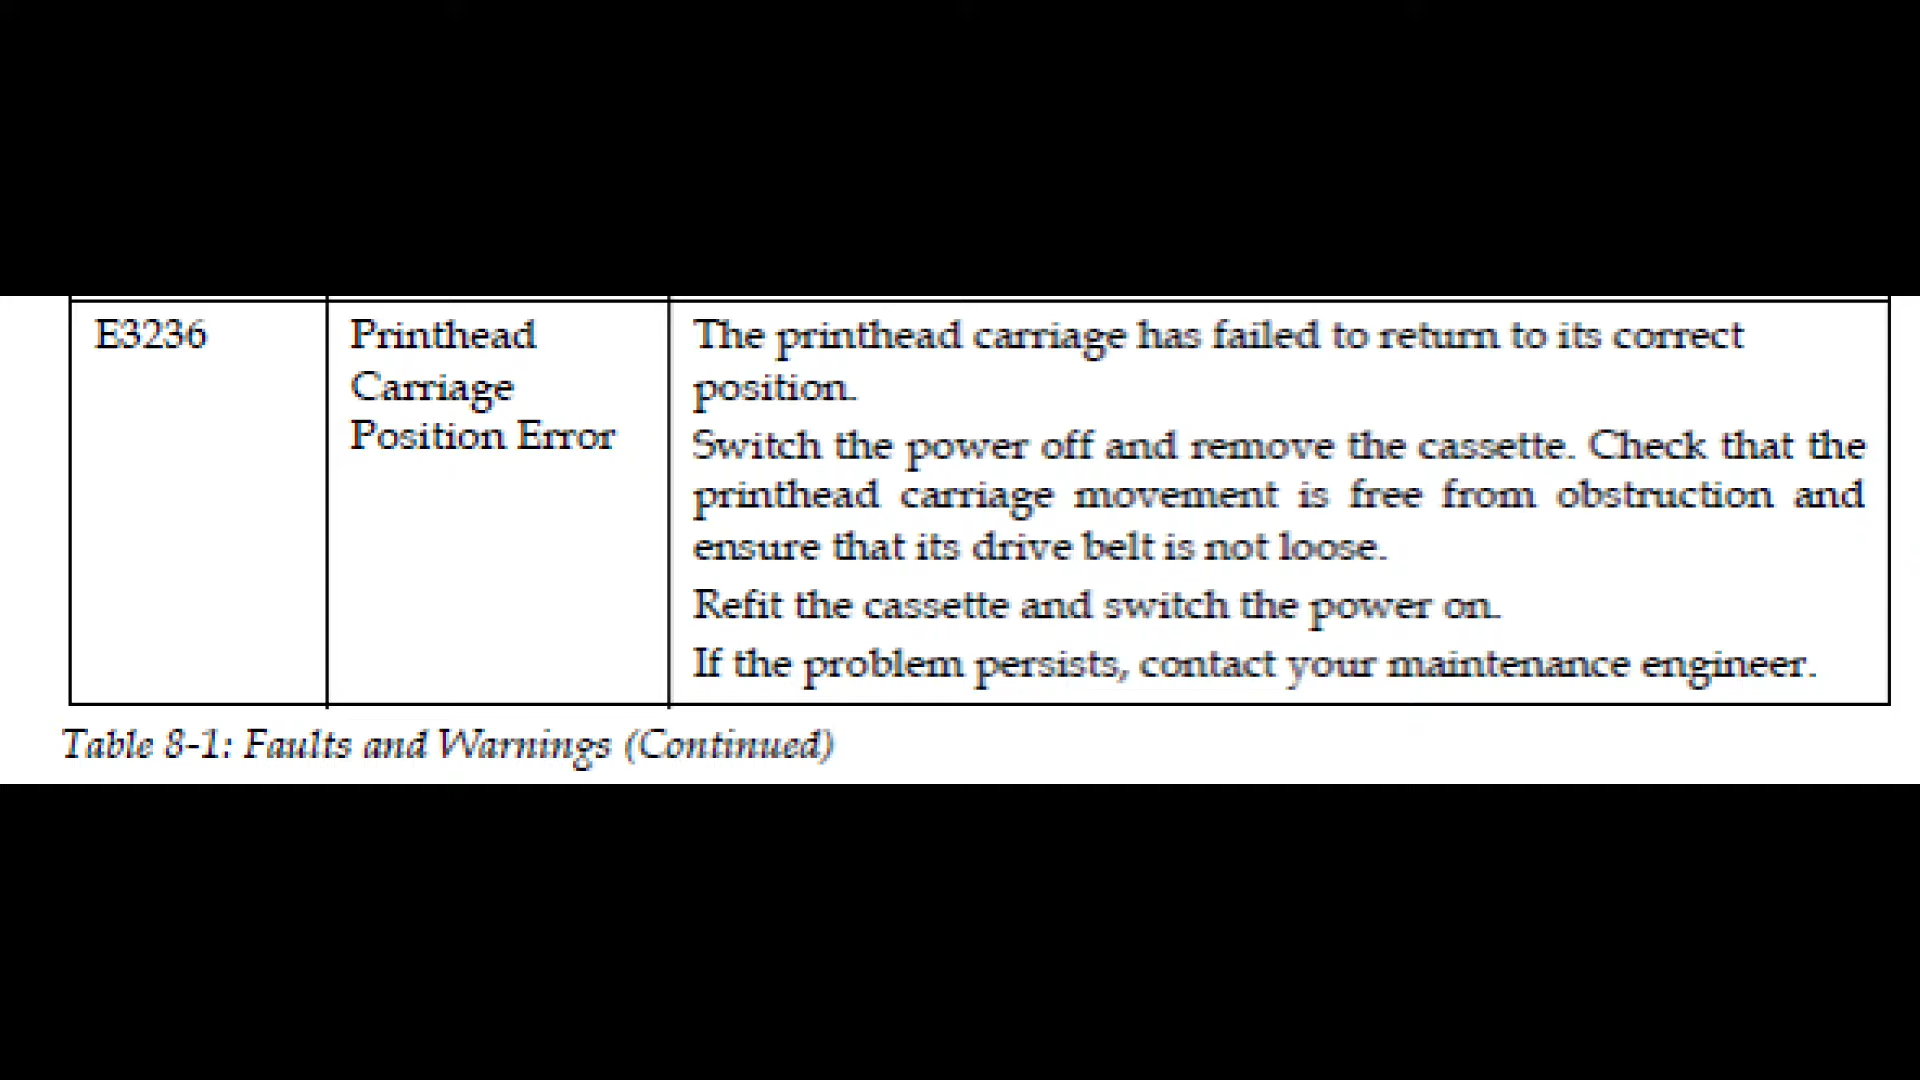 E3236
Printhead
Carriage
Position Error
The printhead carriage has failed to return to its correct
position.
Switch the power off and remove the cassette. Check that the
printhead carriage movement is free from obstruction and
ensure that its drive belt is not loose.
Refit the cassette and switch the power on.
If the problem persists, contact your maintenance engineer.
Table 8-1: Faults and Warnings (Continued)